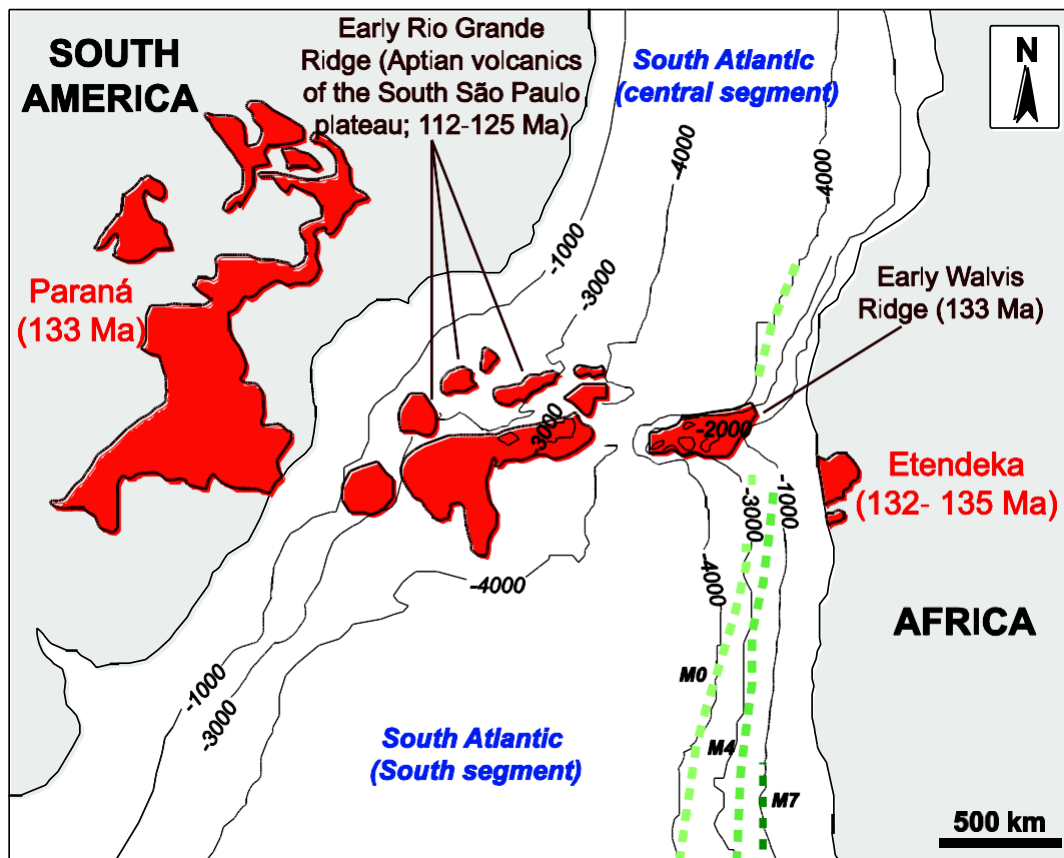 SOUTH
AMERICA
Early Rio Grande
Ridge (Aptian volcanics
of the South São Paulo
plateau; 112-125 Ma)
South Atlantic
(central segment)
N
-4000
-4000
-1000
-3000
Paraná
(133 Ma)
Early Walvis
Ridge (133 Ma)
-3000
-2000
Etendeka
(132- 135 Ma)
-1000
-3000
-4000
-4000
AFRICA
-1000
-3000
M0
M4
M7
South Atlantic
(South segment)
500 km